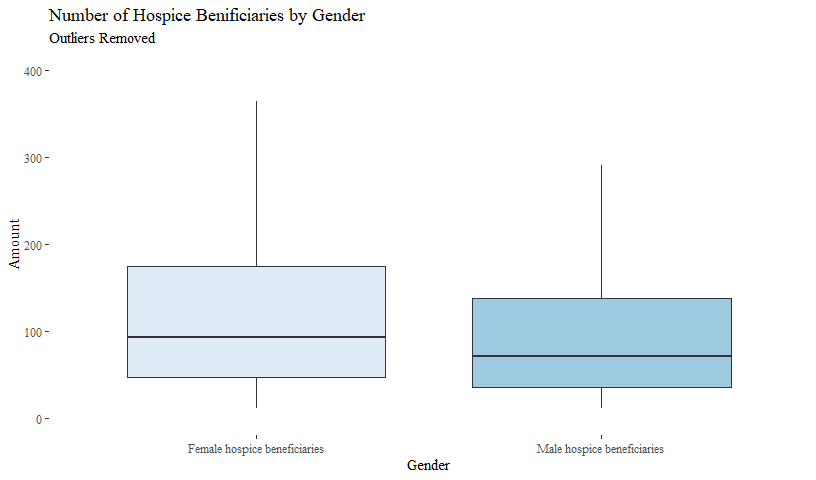 Number of Hospice Benificiaries by Gender
Outliers Removed
400
300
200
100
0
Amount
Female hospice beneficiaries
Male hospice beneficiaries
Gender